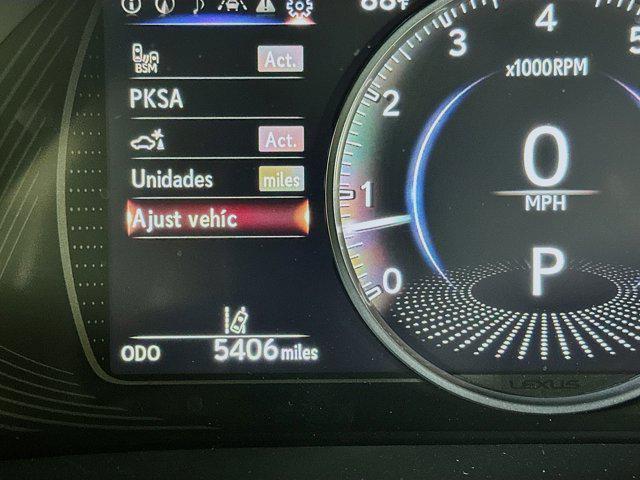 BSM
Act.
PKSA
Act.
Unidades miles
Ajust vehíc
ODO 5406 miles
4
3
5
x1000RPM
2
0
MPH
1
P
0
LEXUS